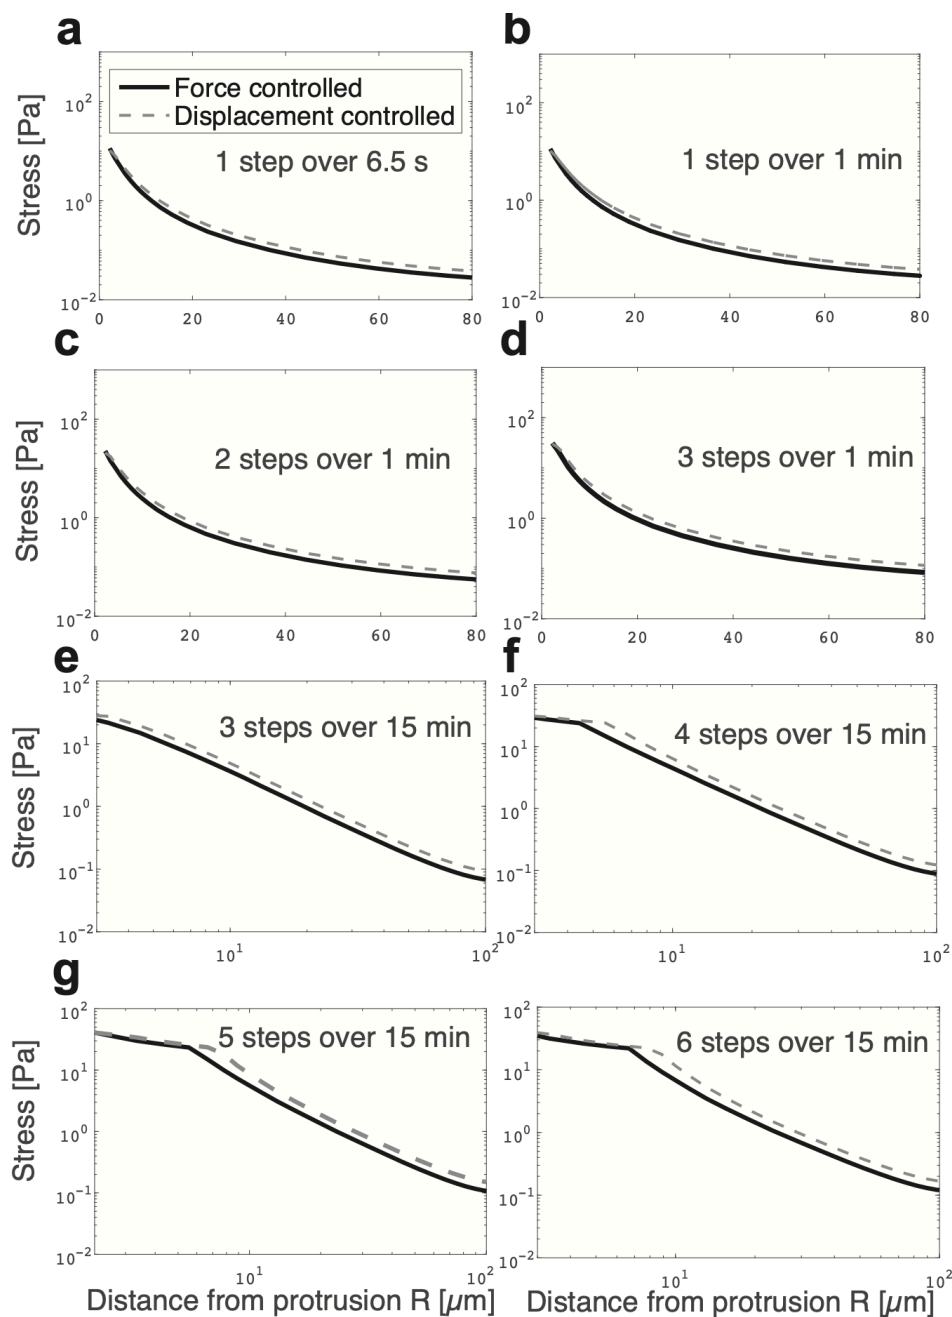 a
b
Force controlled
Displacement controlled
1 step over 6.5 s
1 step over 1 min
Stress [Pa]
10²
10⁰
10⁻²
0 20 40 60 80
10²
10⁰
10⁻²
0 20 40 60 80
c
d
2 steps over 1 min
3 steps over 1 min
Stress [Pa]
10²
10⁰
10⁻²
0 20 40 60 80
10²
10⁰
10⁻²
0 20 40 60 80
e
f
3 steps over 15 min
4 steps over 15 min
Stress [Pa]
10²
10¹
10⁰
10⁻¹
10⁻²
10¹ 10²
10²
10¹
10⁰
10⁻¹
10⁻²
10¹ 10²
g
5 steps over 15 min
6 steps over 15 min
Stress [Pa]
10²
10¹
10⁰
10⁻¹
10⁻²
10¹ 10²
10²
10¹
10⁰
10⁻¹
10⁻²
10¹ 10²
Distance from protrusion R [μm]
Distance from protrusion R [μm]